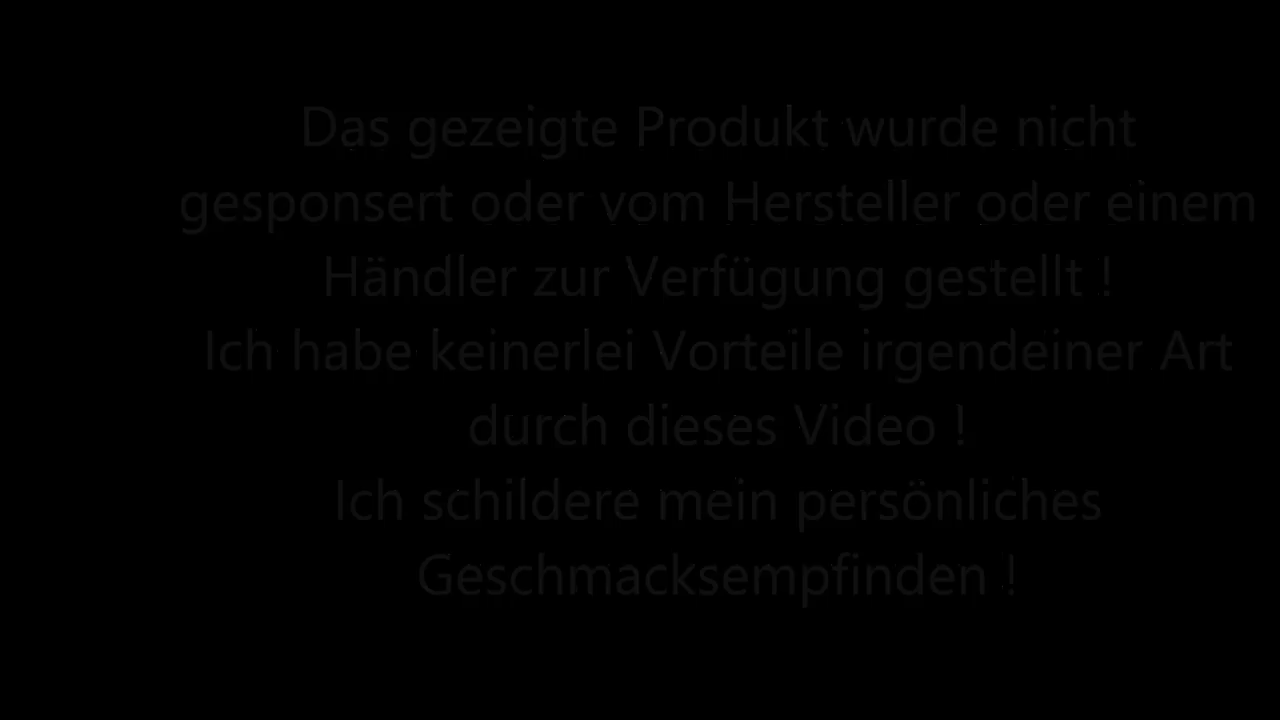 Das gezeigte Produkt wurde nicht
gesponsert oder vom Hersteller oder einem
Händler zur Verfügung gestellt !
Ich habe keinerlei Vorteile irgendeiner Art
durch dieses Video !
Ich schildere mein persönliches
Geschmacksempfinden !